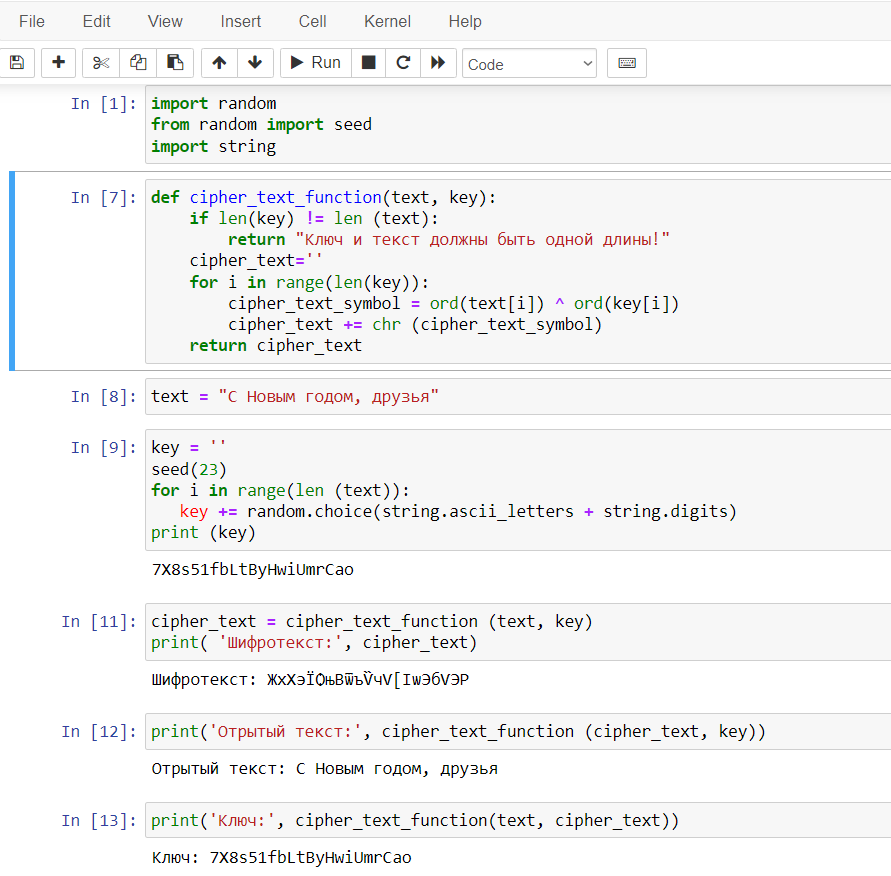 File Edit View Insert Cell Kernel Help
Run Code
In [1]: import random
from random import seed
import string
In [7]: def cipher_text_function(text, key):
if len(key) != len (text):
return "Ключ и текст должны быть одной длины!"
cipher_text=''
for i in range(len(key)):
cipher_text_symbol = ord(text[i]) ^ ord(key[i])
cipher_text += chr (cipher_text_symbol)
return cipher_text
In [8]: text = "С Новым годом, друзья"
In [9]: key = ''
seed(23)
for i in range(len (text)):
key += random.choice(string.ascii_letters + string.digits)
print (key)
7X8s51fbLtByHwiUmrCao
In [11]: cipher_text = cipher_text_function (text, key)
print( 'Шифротекст:', cipher_text)
Шифротекст:
In [12]: print('Отрытый текст:', cipher_text_function (cipher_text, key))
Отрытый текст: С Новым годом, друзья
In [13]: print('Ключ:', cipher_text_function(text, cipher_text))
Ключ: 7X8s51fbLtByHwiUmrCao